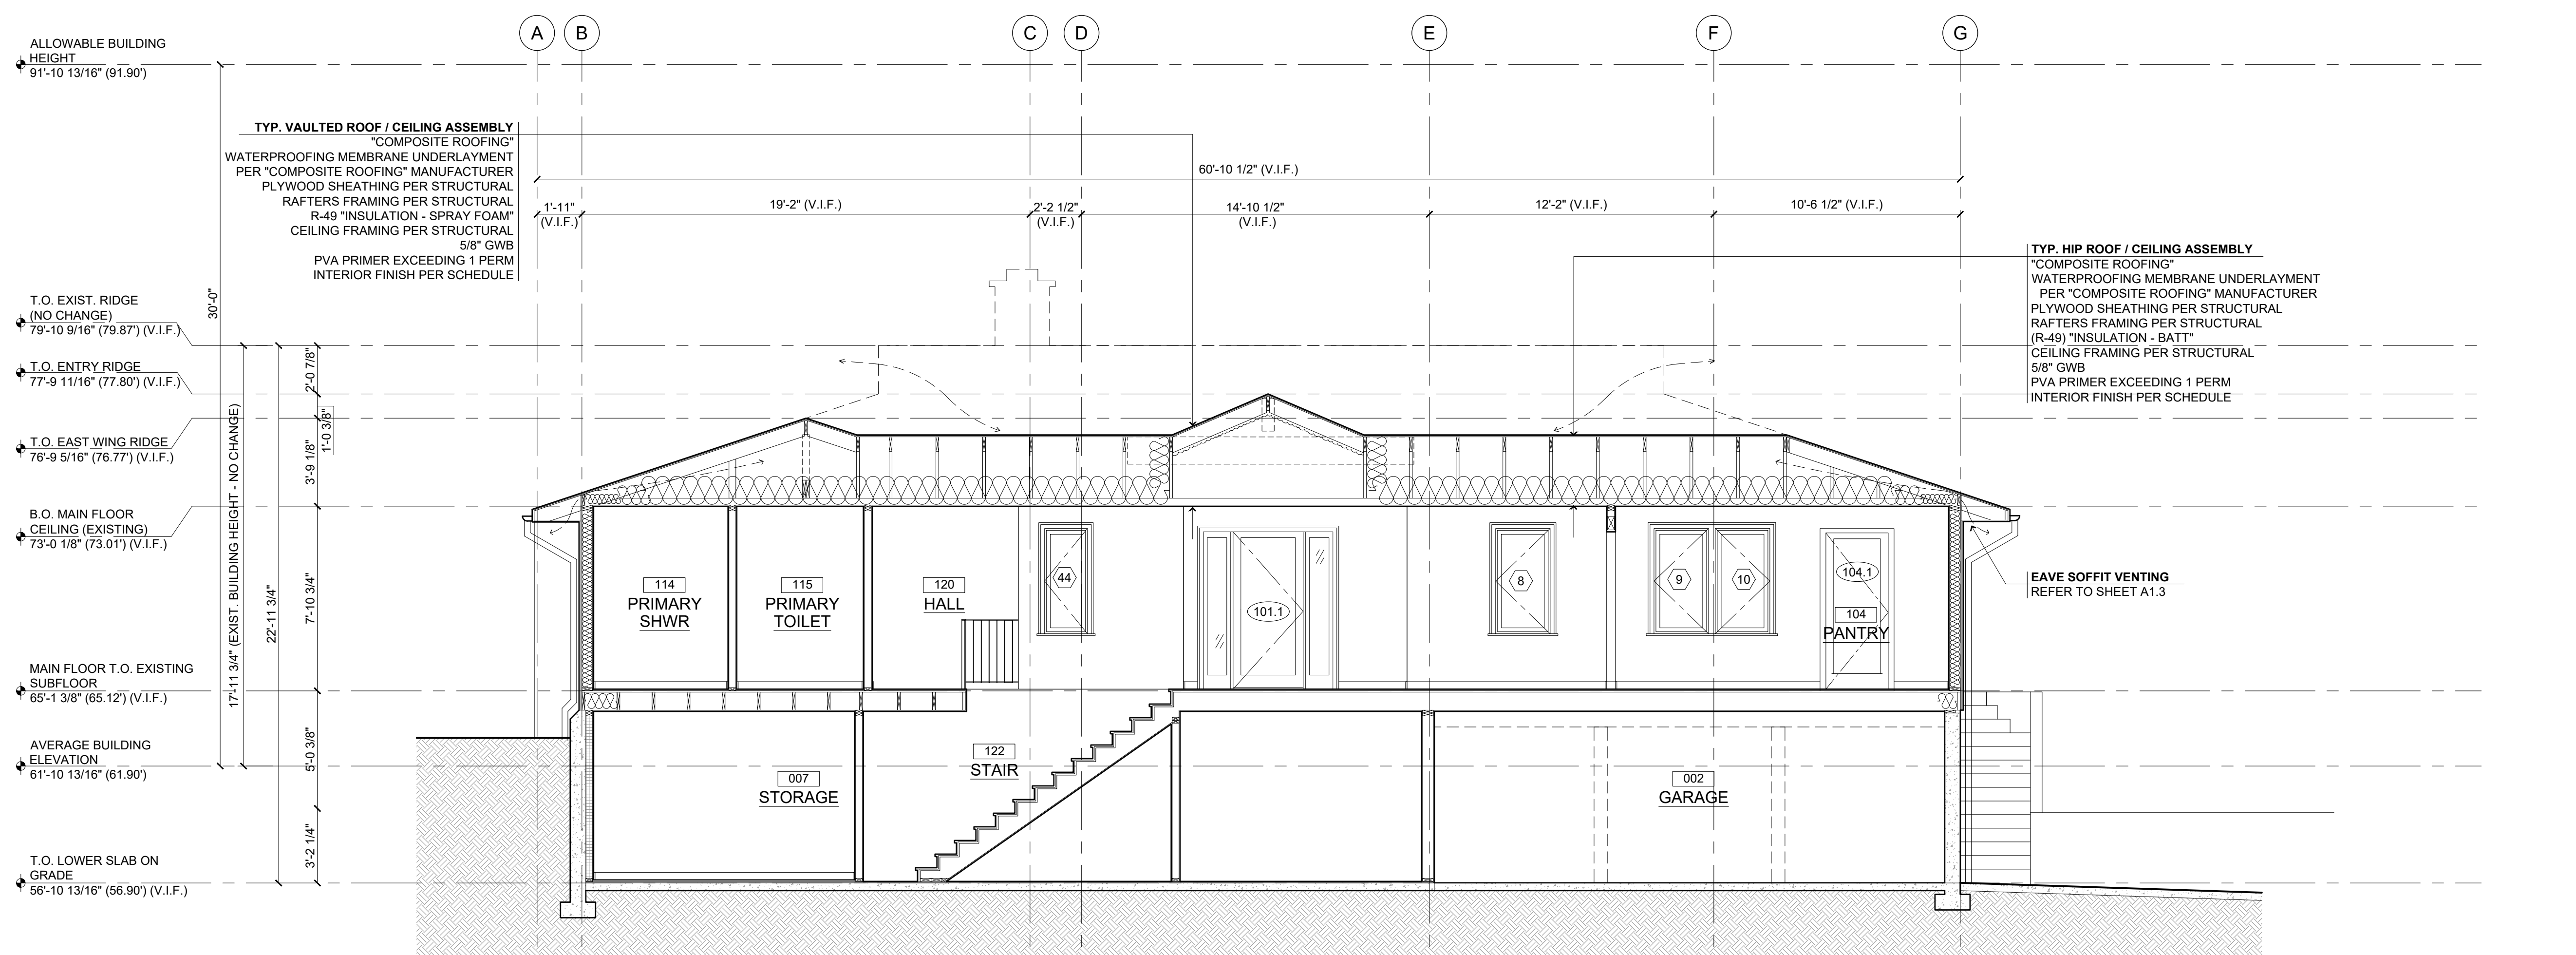 A
B
C
D
E
F
G
ALLOWABLE BUILDING
HEIGHT
91'-10 13/16" (91.90')
TYP. VAULTED ROOF / CEILING ASSEMBLY
"COMPOSITE ROOFING"
WATERPROOFING MEMBRANE UNDERLAYMENT
PER "COMPOSITE ROOFING" MANUFACTURER
PLYWOOD SHEATHING PER STRUCTURAL
RAFTERS FRAMING PER STRUCTURAL
R-49 "INSULATION - SPRAY FOAM"
CEILING FRAMING PER STRUCTURAL
5/8" GWB
PVA PRIMER EXCEEDING 1 PERM
INTERIOR FINISH PER SCHEDULE
60'-10 1/2" (V.I.F.)
1'-11"
(V.I.F.)
19'-2" (V.I.F.)
2'-2 1/2"
(V.I.F.)
14'-10 1/2"
(V.I.F.)
12'-2" (V.I.F.)
10'-6 1/2" (V.I.F.)
TYP. HIP ROOF / CEILING ASSEMBLY
"COMPOSITE ROOFING"
WATERPROOFING MEMBRANE UNDERLAYMENT
PER "COMPOSITE ROOFING" MANUFACTURER
PLYWOOD SHEATHING PER STRUCTURAL
RAFTERS FRAMING PER STRUCTURAL
(R-49) "INSULATION - BATT"
CEILING FRAMING PER STRUCTURAL
5/8" GWB
PVA PRIMER EXCEEDING 1 PERM
INTERIOR FINISH PER SCHEDULE
T.O. EXIST. RIDGE
(NO CHANGE)
79'-10 9/16" (79.87') (V.I.F.)
T.O. ENTRY RIDGE
77'-9 11/16" (77.80') (V.I.F.)
T.O. EAST WING RIDGE
76'-9 5/16" (76.77') (V.I.F.)
B.O. MAIN FLOOR
CEILING (EXISTING)
73'-0 1/8" (73.01') (V.I.F.)
MAIN FLOOR T.O. EXISTING
SUBFLOOR
65'-1 3/8" (65.12') (V.I.F.)
AVERAGE BUILDING
ELEVATION
61'-10 13/16" (61.90')
T.O. LOWER SLAB ON
GRADE
56'-10 13/16" (56.90') (V.I.F.)
30'-0"
17'-11 3/4" (EXIST. BUILDING HEIGHT - NO CHANGE)
22'-11 3/4"
2'-0 7/8"
1'-0 3/8"
3'-9 1/8"
7'-10 3/4"
5'-0 3/8"
3'-2 1/4"
114
PRIMARY
SHWR
115
PRIMARY
TOILET
120
HALL
44
101.1
8
9
10
104.1
104
PANTRY
EAVE SOFFIT VENTING
REFER TO SHEET A1.3
007
STORAGE
122
STAIR
002
GARAGE